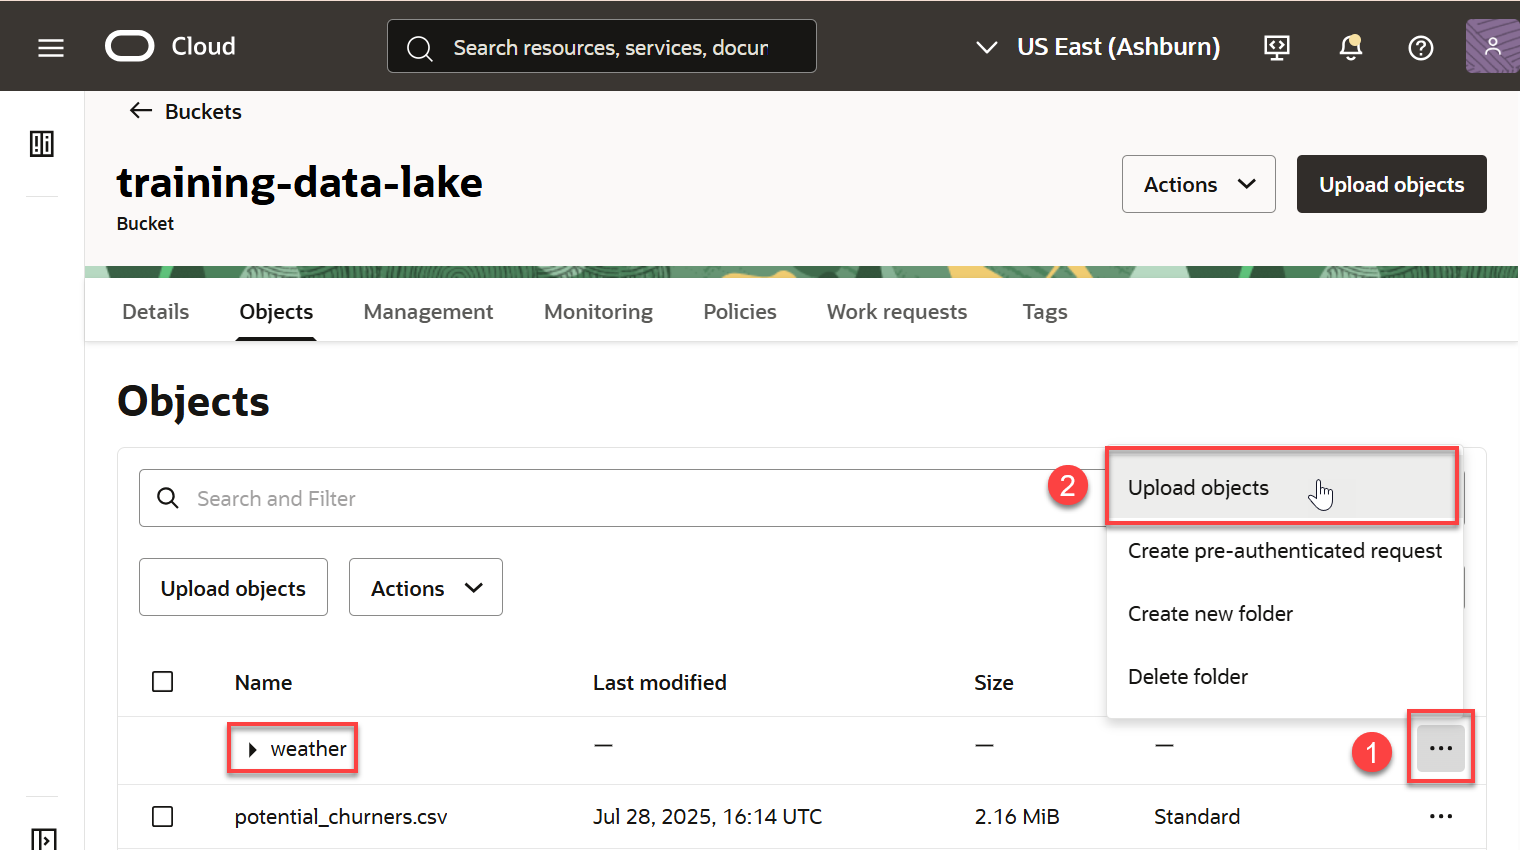 Cloud
Search resources, services, docur
US East (Ashburn)
Buckets
training-data-lake
Bucket
Actions
Upload objects
Details
Objects
Management
Monitoring
Policies
Work requests
Tags
Objects
Search and Filter
2
Upload objects
Create pre-authenticated request
Create new folder
Delete folder
Upload objects
Actions
Name
Last modified
Size
weather
—
—
—
1
potential_churners.csv
Jul 28, 2025, 16:14 UTC
2.16 MiB
Standard